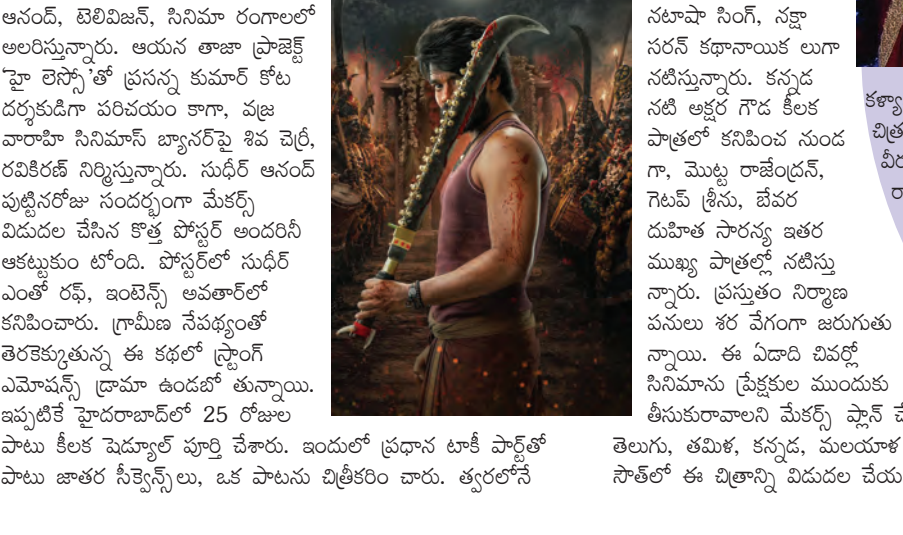 ఆనంద్, టెలివిజన్, సినిమా రంగాలలో
అలరిస్తున్నారు. ఆయన తాజా ప్రాజెక్ట్
‘హై లెస్సో’తో ప్రసన్న కుమార్ కోట
దర్శకుడిగా పరిచయం కాగా, వజ్ర
వారాహి సినిమాస్ బ్యానర్‌పై శివ చెర్రీ,
రవికిరణ్ నిర్మిస్తున్నారు. సుధీర్ ఆనంద్
పుట్టినరోజు సందర్భంగా మేకర్స్
విడుదల చేసిన కొత్త పోస్టర్ అందరినీ
ఆకట్టుకుం టోంది. పోస్టర్‌లో సుధీర్
ఎంతో రఫ్, ఇంటెన్స్ అవతార్‌లో
కనిపించారు. గ్రామీణ నేపథ్యంతో
తెరకెక్కుతున్న ఈ కథలో స్ట్రాంగ్
ఎమోషన్స్ డ్రామా ఉండబో తున్నాయి.
ఇప్పటికే హైదరాబాద్‌లో 25 రోజుల
పాటు కీలక షెడ్యూల్ పూర్తి చేశారు. ఇందులో ప్రధాన టాకీ పార్ట్‌తో
పాటు జాతర సీక్వెన్స్‌లు, ఒక పాటను చిత్రీకరిం చారు. త్వరలోనే
నటాషా సింగ్, నక్షా
సరన్ కథానాయిక లుగా
నటిస్తున్నారు. కన్నడ
నటి అక్షర గౌడ కీలక
పాత్రలో కనిపించ నుండ
గా, మొట్ట రాజేంద్రన్,
గెటప్ శ్రీను, బేవర
దుహిత సారన్య ఇతర
ముఖ్య పాత్రల్లో నటిస్తు
న్నారు. ప్రస్తుతం నిర్మాణ
పనులు శర వేగంగా జరుగుతు
న్నాయి. ఈ ఏడాది చివర్లో
సినిమాను ప్రేక్షకుల ముందుకు
తీసుకురావాలని మేకర్స్ ప్లాన్ చే
తెలుగు, తమిళ, కన్నడ, మలయాళ
సౌత్‌లో ఈ చిత్రాన్ని విడుదల చేయ
కళ్యా
చిత్ర
వీర